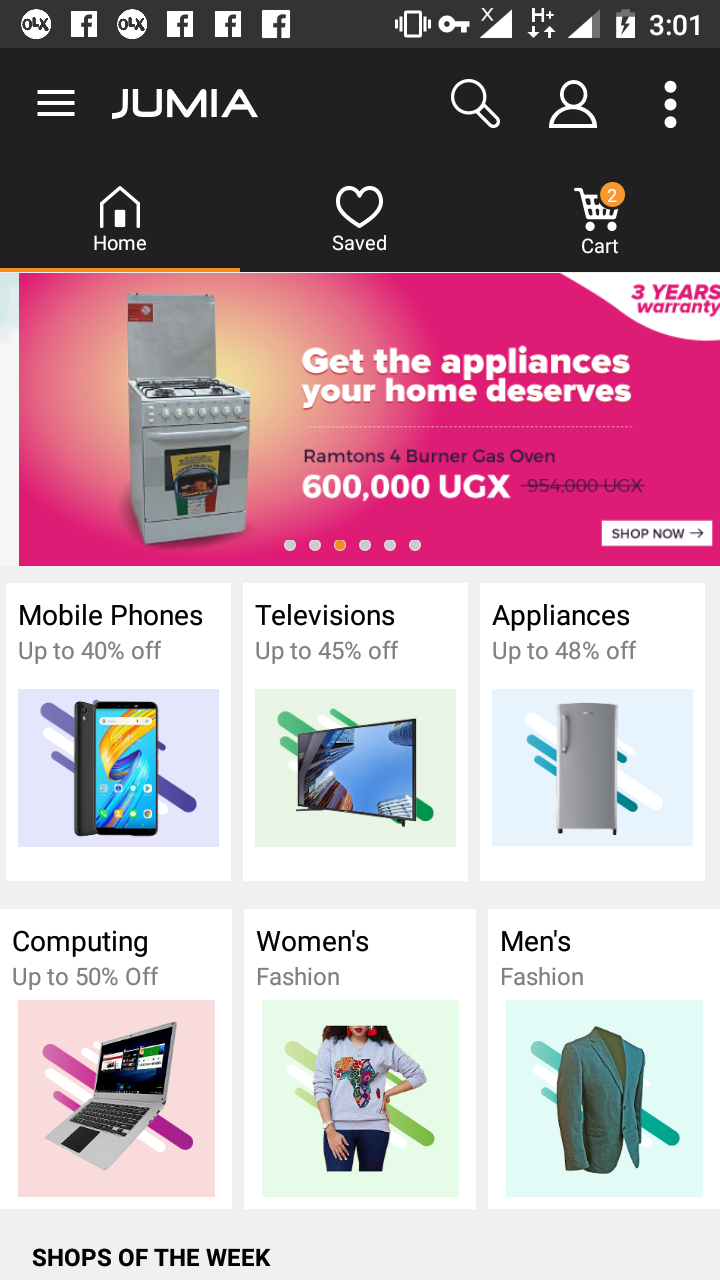 3:01
JUMIA
2
Home
Saved
Cart
3 YEARS
warranty
Get the appliances
your home deserves
Ramtons 4 Burner Gas Oven
600,000 UGX 954,000 UGX
SHOP NOW →
Mobile Phones
Up to 40% off
Televisions
Up to 45% off
Appliances
Up to 48% off
Computing
Up to 50% Off
Women's
Fashion
Men's
Fashion
SHOPS OF THE WEEK